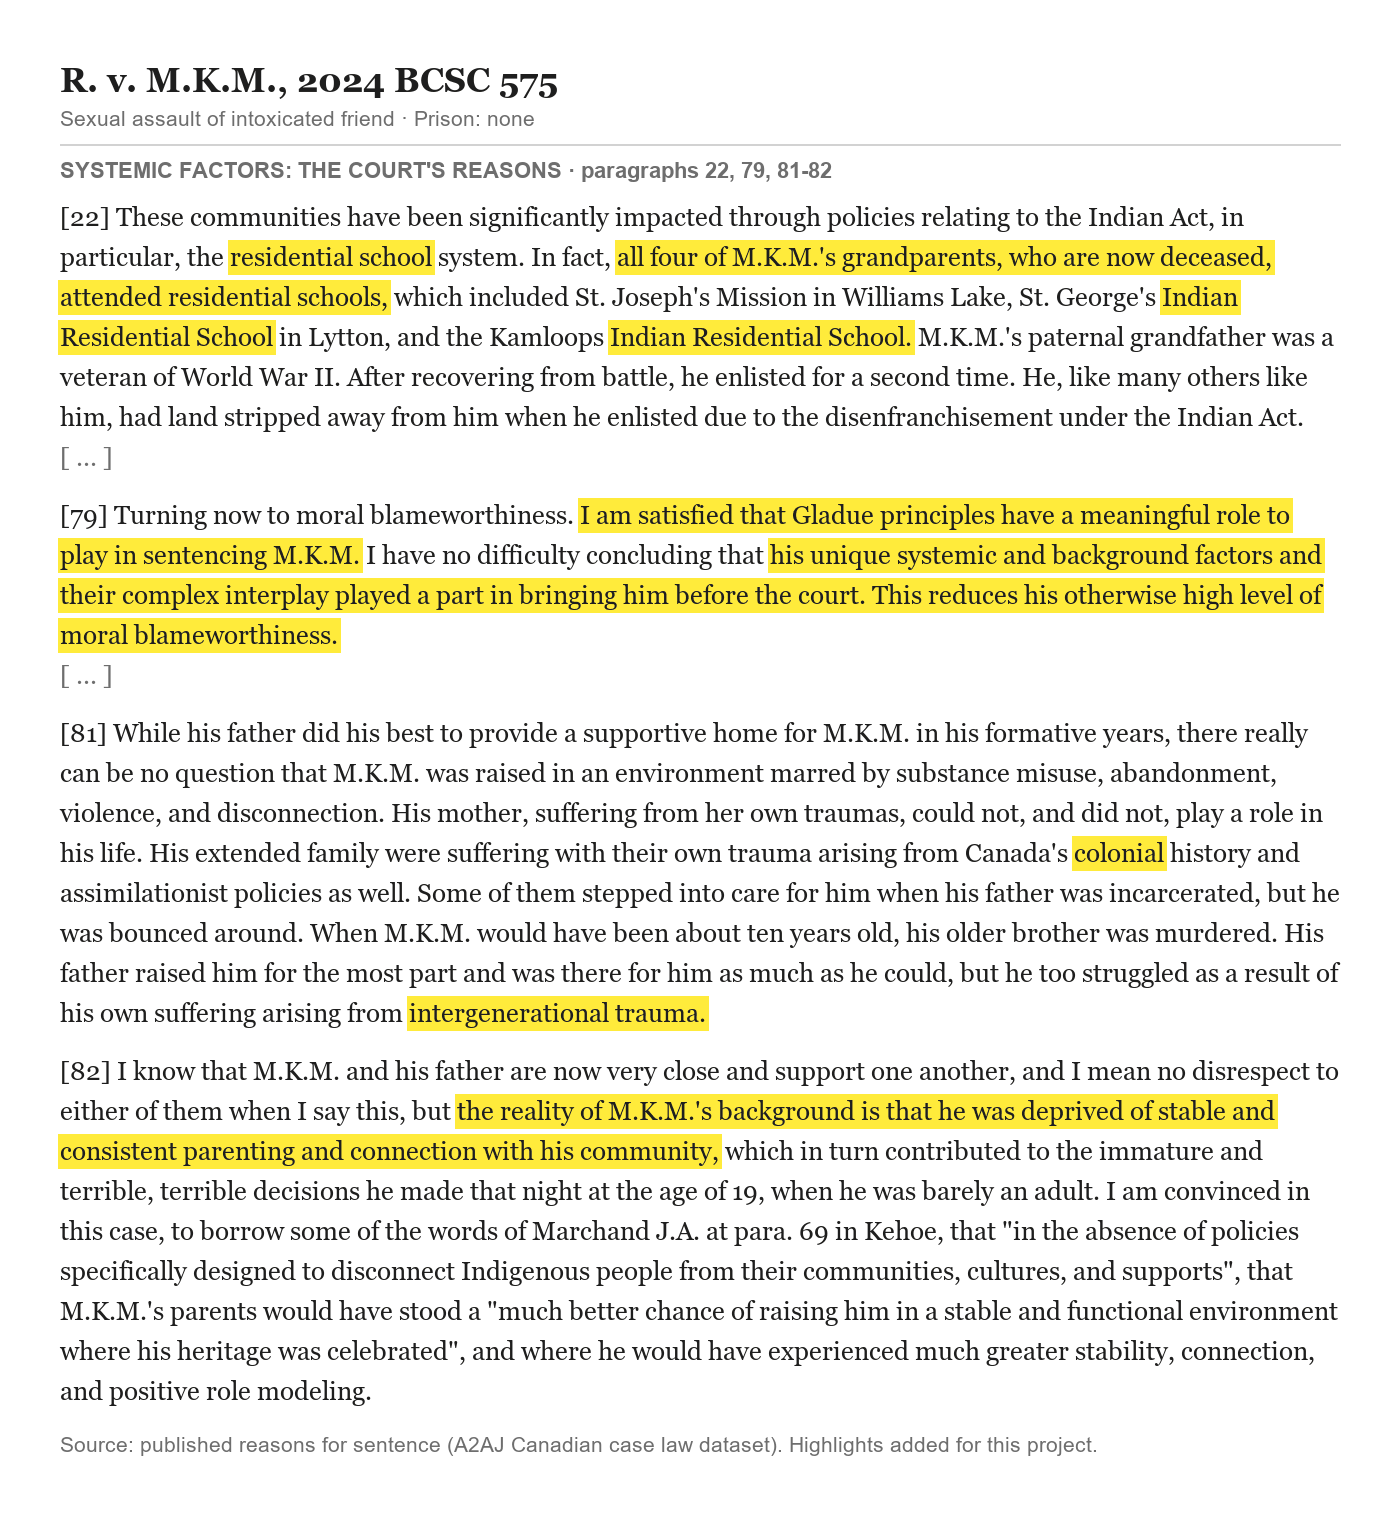 R. v. M.K.M., 2024 BCSC 575
Sexual assault of intoxicated friend · Prison: none
SYSTEMIC FACTORS: THE COURT'S REASONS · paragraphs 22, 79, 81-82
[22] These communities have been significantly impacted through policies relating to the Indian Act, in
particular, the residential school system. In fact, all four of M.K.M.'s grandparents, who are now deceased,
attended residential schools, which included St. Joseph's Mission in Williams Lake, St. George's Indian
Residential School in Lytton, and the Kamloops Indian Residential School. M.K.M.'s paternal grandfather was a
veteran of World War II. After recovering from battle, he enlisted for a second time. He, like many others like
him, had land stripped away from him when he enlisted due to the disenfranchisement under the Indian Act.
[ ... ]
[79] Turning now to moral blameworthiness. I am satisfied that Gladue principles have a meaningful role to
play in sentencing M.K.M. I have no difficulty concluding that his unique systemic and background factors and
their complex interplay played a part in bringing him before the court. This reduces his otherwise high level of
moral blameworthiness.
[ ... ]
[81] While his father did his best to provide a supportive home for M.K.M. in his formative years, there really
can be no question that M.K.M. was raised in an environment marred by substance misuse, abandonment,
violence, and disconnection. His mother, suffering from her own traumas, could not, and did not, play a role in
his life. His extended family were suffering with their own trauma arising from Canada's colonial history and
assimilationist policies as well. Some of them stepped into care for him when his father was incarcerated, but he
was bounced around. When M.K.M. would have been about ten years old, his older brother was murdered. His
father raised him for the most part and was there for him as much as he could, but he too struggled as a result of
his own suffering arising from intergenerational trauma.
[82] I know that M.K.M. and his father are now very close and support one another, and I mean no disrespect to
either of them when I say this, but the reality of M.K.M.'s background is that he was deprived of stable and
consistent parenting and connection with his community, which in turn contributed to the immature and
terrible, terrible decisions he made that night at the age of 19, when he was barely an adult. I am convinced in
this case, to borrow some of the words of Marchand J.A. at para. 69 in Kehoe, that "in the absence of policies
specifically designed to disconnect Indigenous people from their communities, cultures, and supports", that
M.K.M.'s parents would have stood a "much better chance of raising him in a stable and functional environment
where his heritage was celebrated", and where he would have experienced much greater stability, connection,
and positive role modeling.
Source: published reasons for sentence (A2AJ Canadian case law dataset). Highlights added for this project.